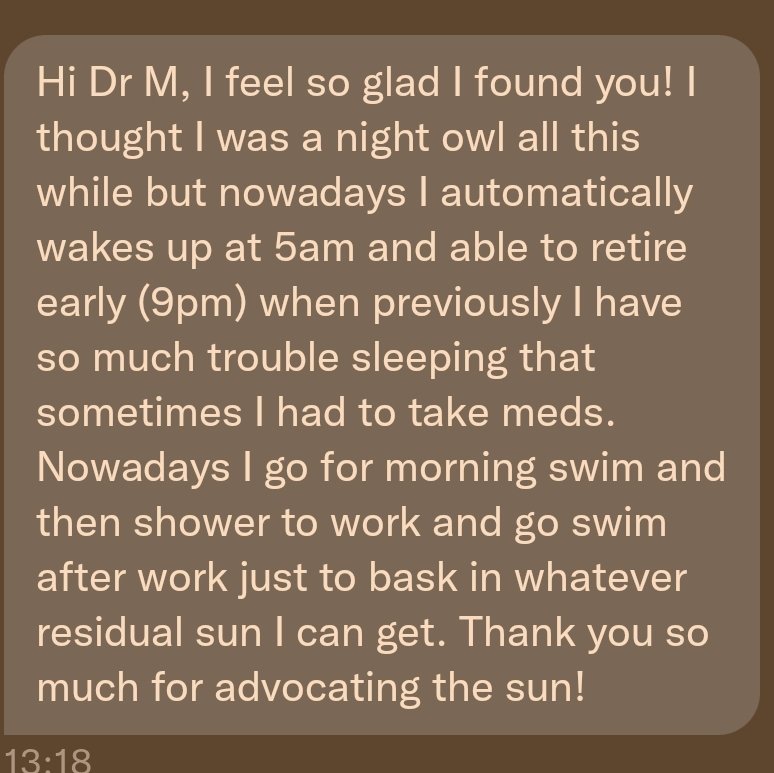 Hi Dr M, I feel so glad I found you! I
thought I was a night owl all this
while but nowadays I automatically
wakes up at 5am and able to retire
early (9pm) when previously I have
so much trouble sleeping that
sometimes I had to take meds.
Nowadays I go for morning swim and
then shower to work and go swim
after work just to bask in whatever
residual sun I can get. Thank you so
much for advocating the sun!
13:18